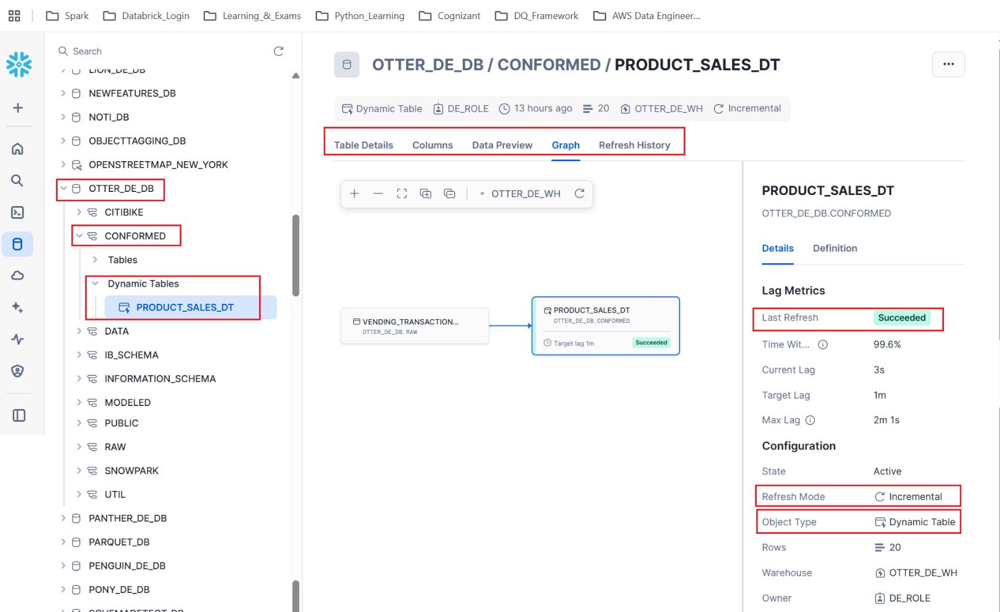 Spark
Databrick_Login
Learning_&_Exams
Python_Learning
Cognizant
DQ_Framework
AWS Data Engineer...
Search
LION_DE_DB
NEWFEATURES_DB
NOTI_DB
OBJECTTAGGING_DB
OPENSTREETMAP_NEW_YORK
OTTER_DE_DB
CITIBIKE
CONFORMED
Tables
Dynamic Tables
PRODUCT_SALES_DT
DATA
IB_SCHEMA
INFORMATION_SCHEMA
MODELED
PUBLIC
RAW
SNOWPARK
UTIL
PANTHER_DE_DB
PARQUET_DB
PENGUIN_DE_DB
PONY_DE_DB
SCHEMADETECT_DB
OTTER_DE_DB / CONFORMED / PRODUCT_SALES_DT
Dynamic Table DE_ROLE 13 hours ago 20 OTTER_DE_WH Incremental
Table Details Columns Data Preview Graph Refresh History
OTTER_DE_WH
VENDING_TRANSACTION...
OTTER_DE_DB.RAW
PRODUCT_SALES_DT
OTTER_DE_DB.CONFORMED
Target lag 1m Succeeded
PRODUCT_SALES_DT
OTTER_DE_DB.CONFORMED
Details Definition
Lag Metrics
Last Refresh Succeeded
Time Wit... 99.6%
Current Lag 3s
Target Lag 1m
Max Lag 2m 1s
Configuration
State Active
Refresh Mode Incremental
Object Type Dynamic Table
Rows 20
Warehouse OTTER_DE_WH
Owner DE_ROLE